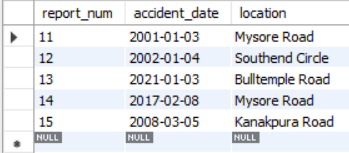 report_num accident_date location
11 2001-01-03 Mysore Road
12 2002-01-04 Southend Circle
13 2021-01-03 Bulltemple Road
14 2017-02-08 Mysore Road
15 2008-03-05 Kanakpura Road
NULL NULL NULL